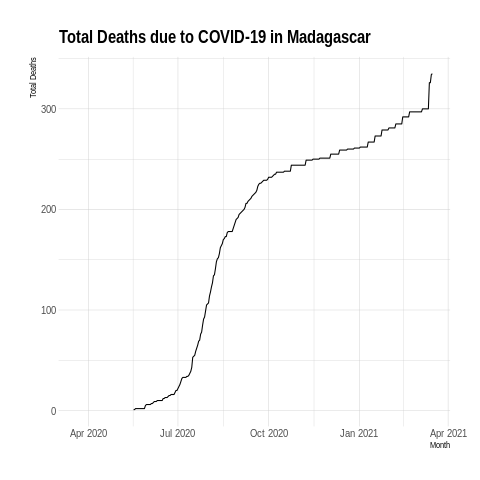 Total Deaths due to COVID-19 in Madagascar
Total Deaths
300
200
100
0
Apr 2020
Jul 2020
Oct 2020
Jan 2021
Apr 2021
Month